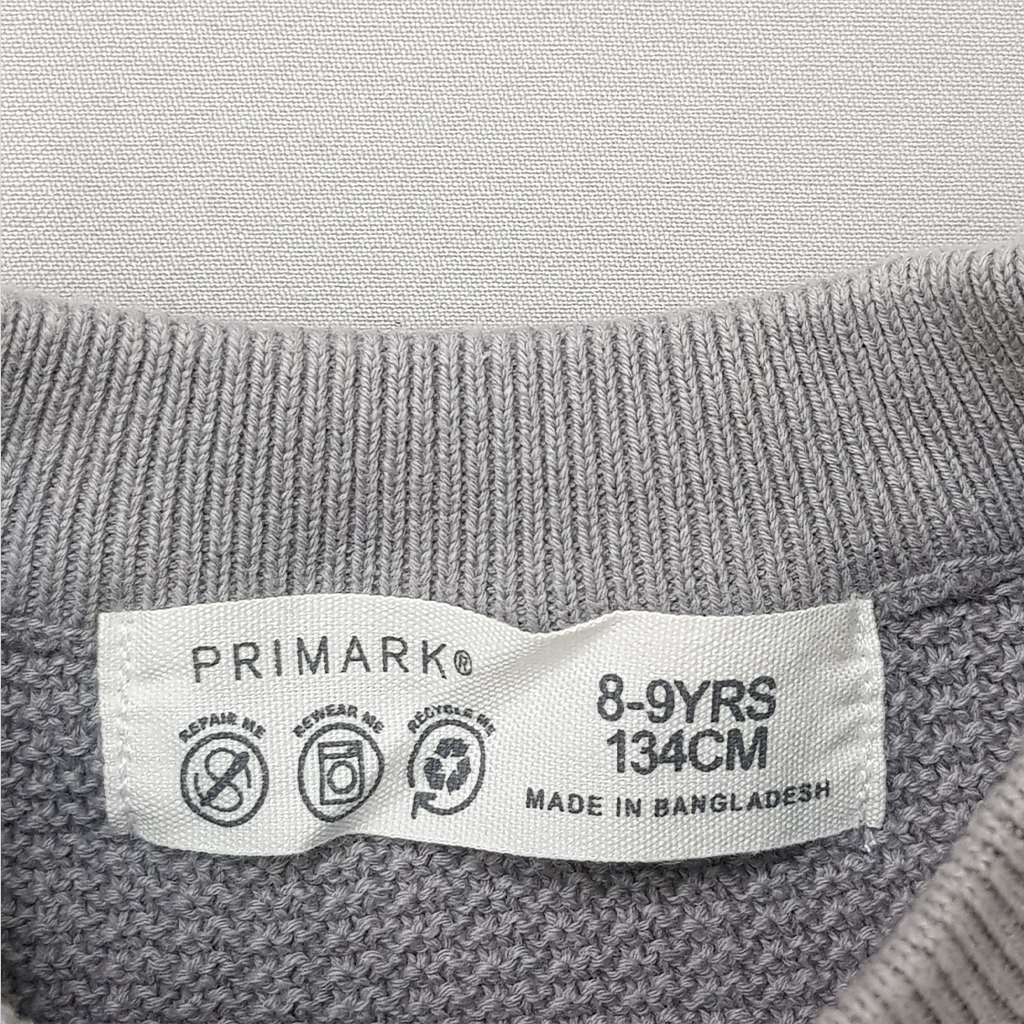 PRIMARK®
REPAIR ME
REWEAR ME
RECYCLE ME
8-9YRS
134CM
MADE IN BANGLADESH